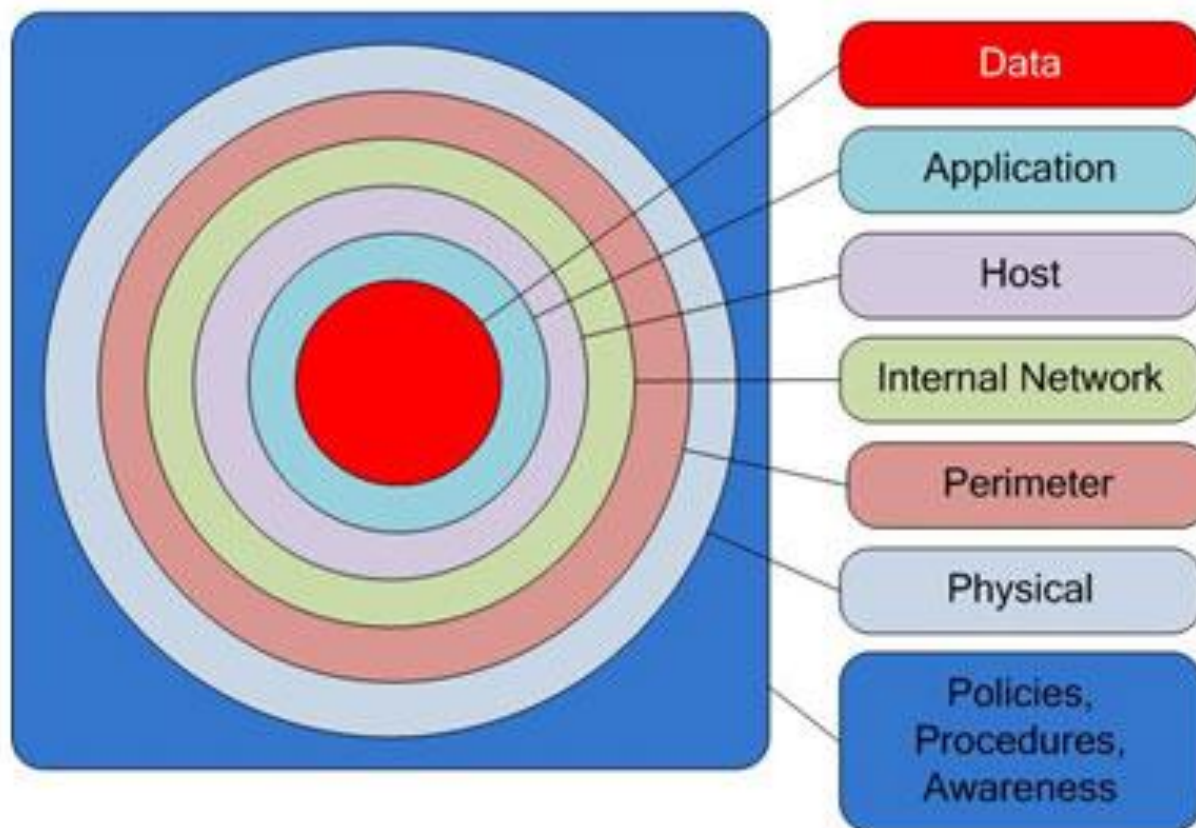 Data
Application
Host
Internal Network
Perimeter
Physical
Policies,
Procedures,
Awareness